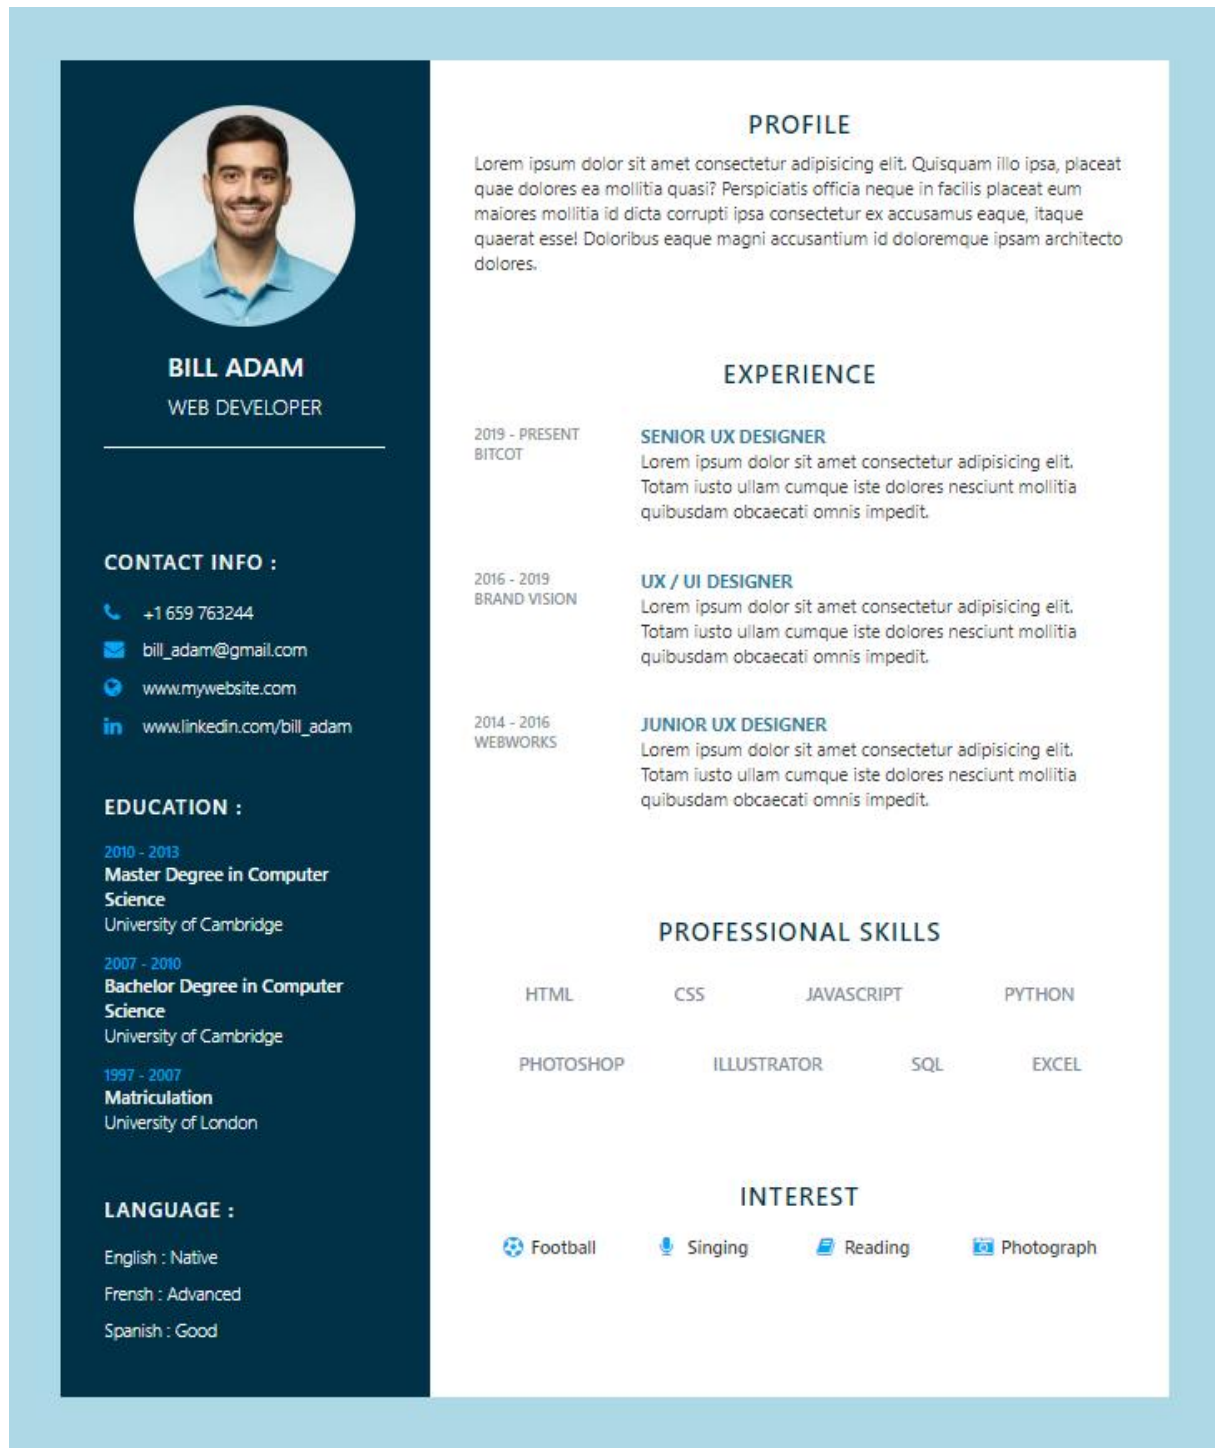 BILL ADAM
WEB DEVELOPER
CONTACT INFO :
+1 659 763244
bill_adam@gmail.com
www.mywebsite.com
www.linkedin.com/bill_adam
EDUCATION :
2010 - 2013
Master Degree in Computer
Science
University of Cambridge
2007 - 2010
Bachelor Degree in Computer
Science
University of Cambridge
1997 - 2007
Matriculation
University of London
LANGUAGE :
English : Native
Frensh : Advanced
Spanish : Good
PROFILE
Lorem ipsum dolor sit amet consectetur adipisicing elit. Quisquam illo ipsa, placeat
quae dolores ea mollitia quasi? Perspiciatis officia neque in facilis placeat eum
maiores mollitia id dicta corrupti ipsa consectetur ex accusamus eaque, itaque
quaerat esse! Doloribus eaque magni accusantium id doloremque ipsam architecto
dolores.
EXPERIENCE
2019 - PRESENT
BITCOT
SENIOR UX DESIGNER
Lorem ipsum dolor sit amet consectetur adipisicing elit.
Totam iusto ullam cumque iste dolores nesciunt mollitia
quibusdam obcaecati omnis impedit.
2016 - 2019
BRAND VISION
UX / UI DESIGNER
Lorem ipsum dolor sit amet consectetur adipisicing elit.
Totam iusto ullam cumque iste dolores nesciunt mollitia
quibusdam obcaecati omnis impedit.
2014 - 2016
WEBWORKS
JUNIOR UX DESIGNER
Lorem ipsum dolor sit amet consectetur adipisicing elit.
Totam iusto ullam cumque iste dolores nesciunt mollitia
quibusdam obcaecati omnis impedit.
PROFESSIONAL SKILLS
HTML CSS JAVASCRIPT PYTHON
PHOTOSHOP ILLUSTRATOR SQL EXCEL
INTEREST
Football Singing Reading Photograph